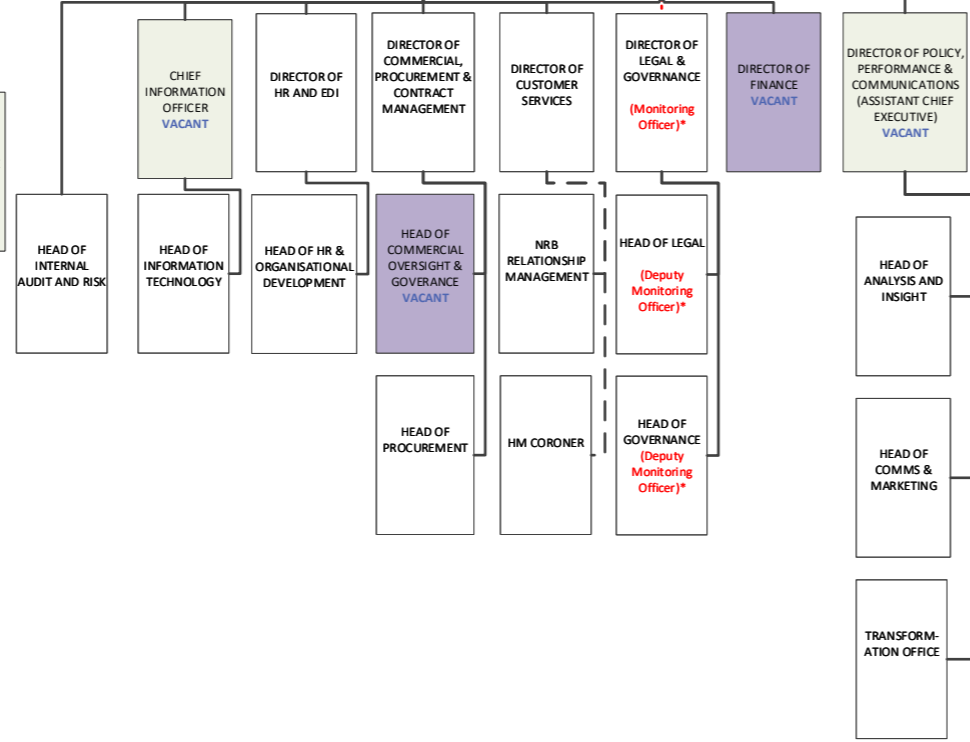 CHIEF
INFORMATION
OFFICER
VACANT
DIRECTOR OF
HR AND EDI
DIRECTOR OF
COMMERCIAL,
PROCUREMENT &
CONTRACT
MANAGEMENT
DIRECTOR OF
CUSTOMER
SERVICES
DIRECTOR OF
LEGAL &
GOVERNANCE
(Monitoring
Officer)*
DIRECTOR OF
FINANCE
VACANT
DIRECTOR OF POLICY,
PERFORMANCE &
COMMUNICATIONS
(ASSISTANT CHIEF
EXECUTIVE)
VACANT
HEAD OF
INTERNAL
AUDIT AND RISK
HEAD OF
INFORMATION
TECHNOLOGY
HEAD OF HR &
ORGANISATIONAL
DEVELOPMENT
HEAD OF
COMMERCIAL
OVERSIGHT &
GOVERANCE
VACANT
NRB
RELATIONSHIP
MANAGEMENT
HEAD OF LEGAL
(Deputy
Monitoring
Officer)*
HEAD OF
ANALYSIS AND
INSIGHT
HEAD OF
PROCUREMENT
HM CORONER
HEAD OF
GOVERNANCE
(Deputy
Monitoring
Officer)*
HEAD OF
COMMS &
MARKETING
TRANSFORM-
ATION OFFICE